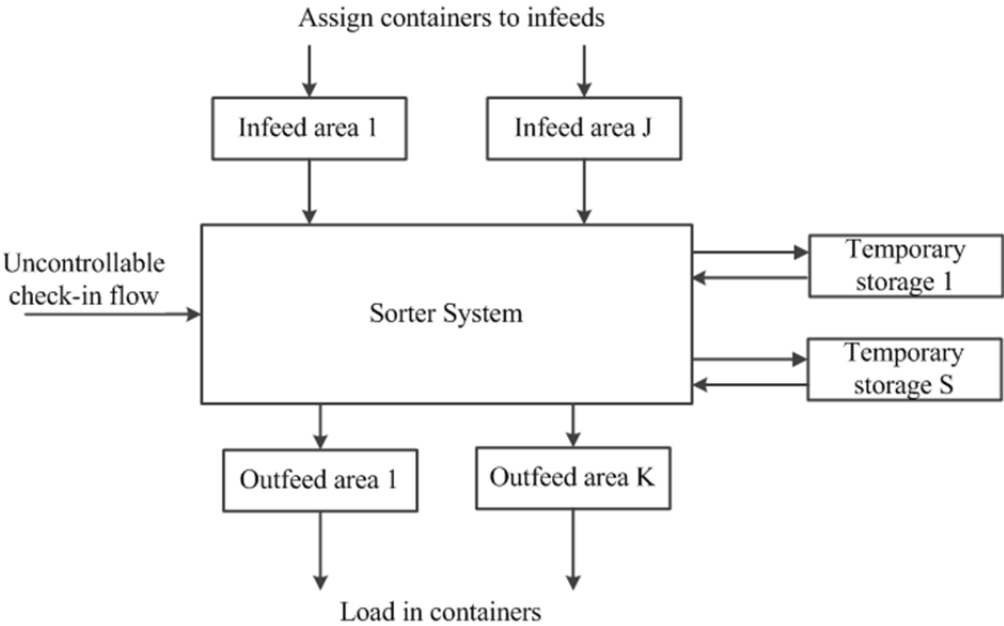 Assign containers to infeeds
Infeed area 1
Infeed area J
Uncontrollable
check-in flow
Sorter System
Temporary
storage 1
Temporary
storage S
Outfeed area 1
Outfeed area K
Load in containers